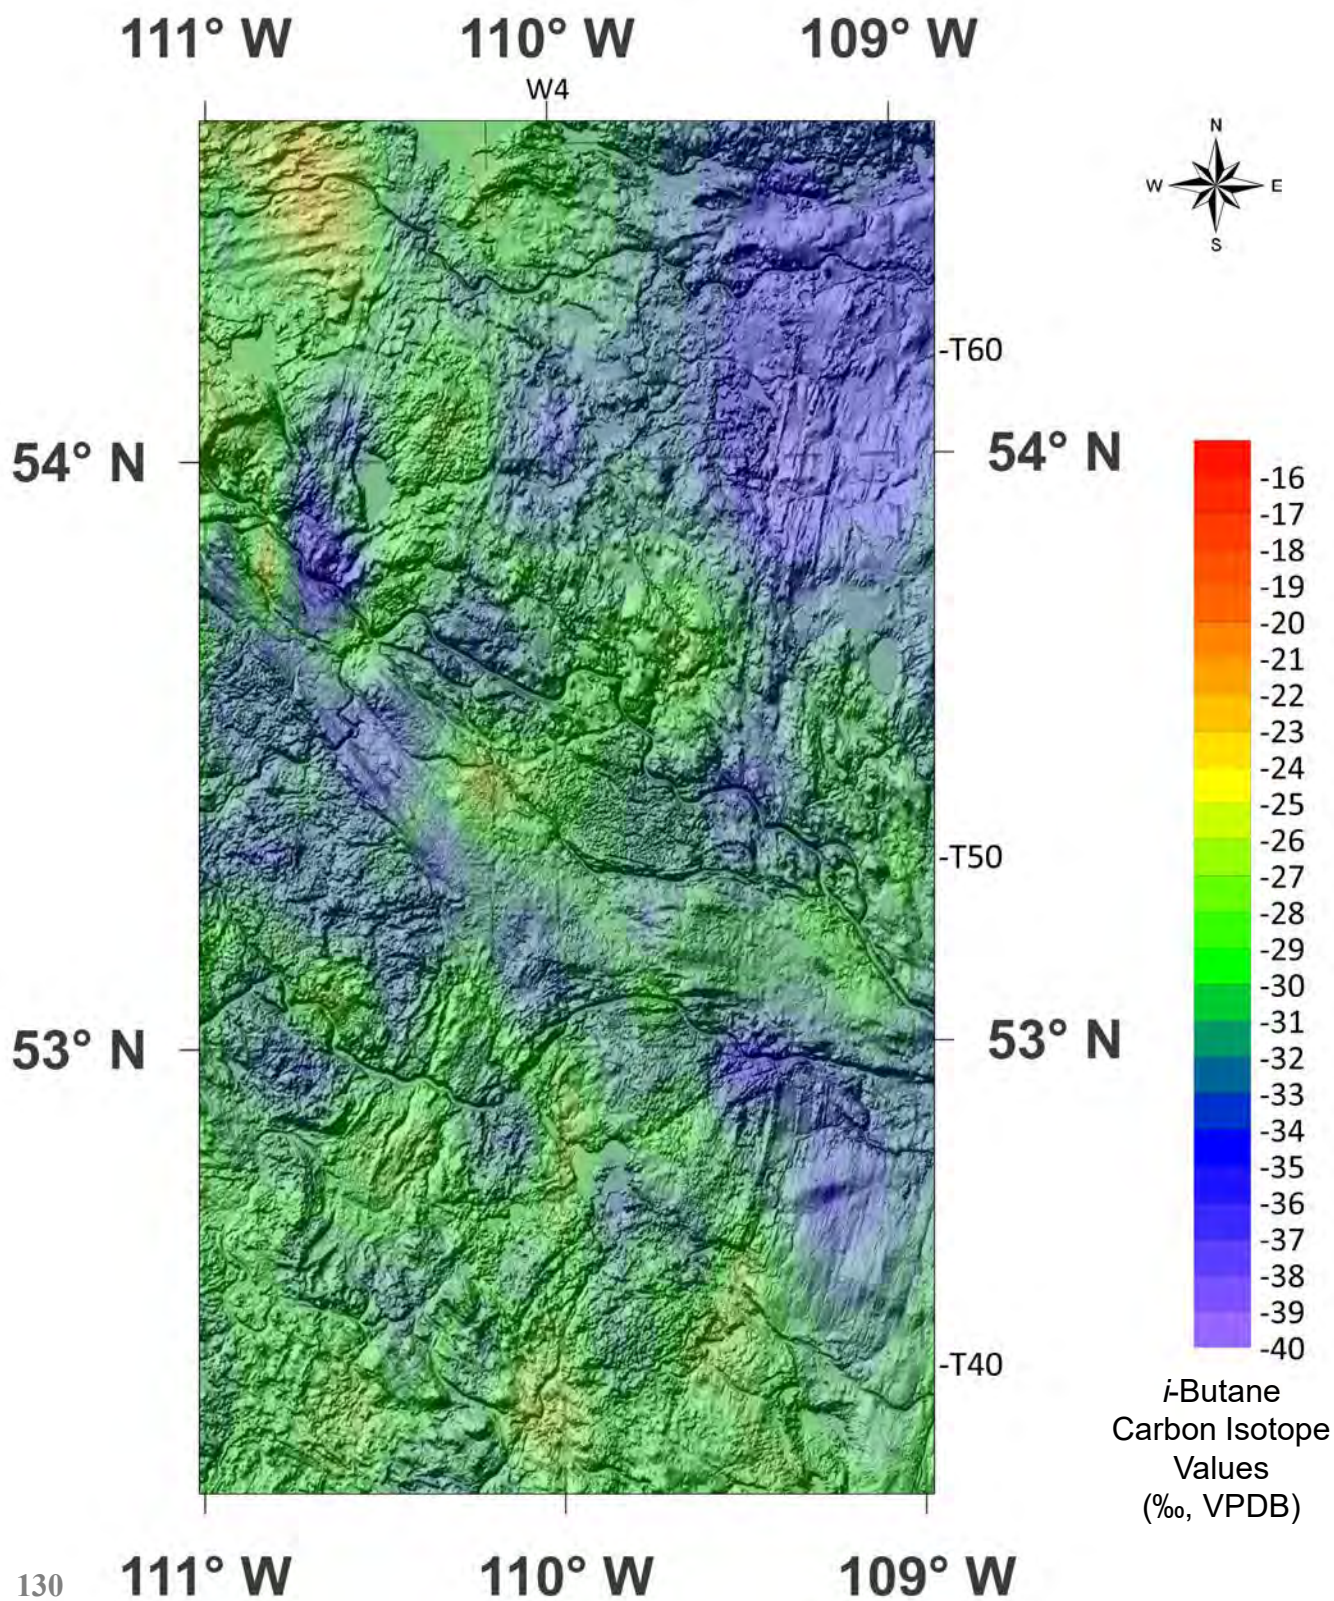 111° W 110° W 109° W
W4
N
W E
S
-T60
54° N 54° N
-16
-17
-18
-19
-20
-21
-22
-23
-24
-25
-26
-27
-28
-29
-30
-31
-32
-33
-34
-35
-36
-37
-38
-39
-40
-T50
53° N 53° N
-T40
i-Butane
Carbon Isotope
Values
(‰, VPDB)
130 111° W 110° W 109° W